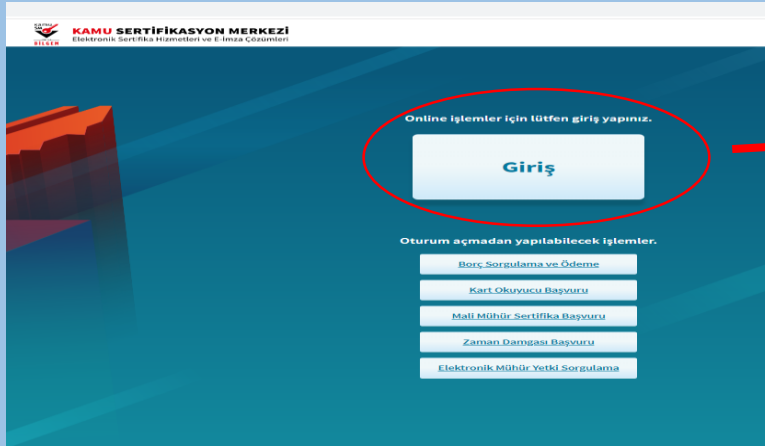 KAMU SERTİFİKASYON MERKEZİ
Elektronik Sertifika Hizmetleri ve E-İmza Çözümleri
BİLGEM
Online işlemler için lütfen giriş yapınız.
Giriş
Oturum açmadan yapılabilecek işlemler.
Borç Sorgulama ve Ödeme
Kart Okuyucu Başvuru
Mali Mühür Sertifika Başvuru
Zaman Damgası Başvuru
Elektronik Mühür Yetki Sorgulama